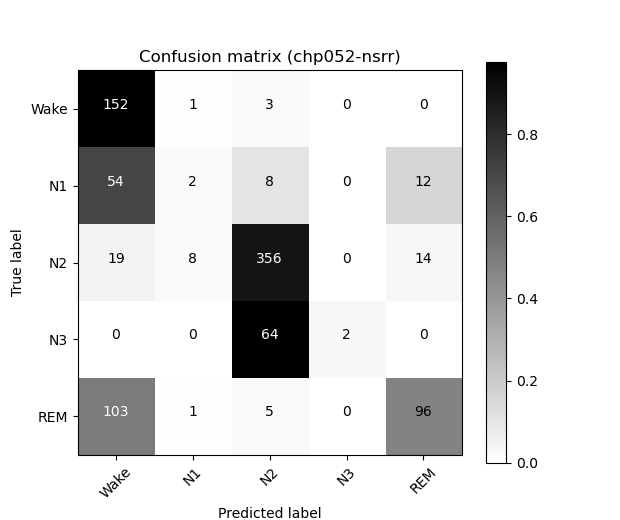 Confusion matrix (chp052-nsrr)
Wake 152 1 3 0 0
N1 54 2 8 0 12
N2 19 8 356 0 14
N3 0 0 64 2 0
REM 103 1 5 0 96
Wake N1 N2 N3 REM
True label
Predicted label
0.8
0.6
0.4
0.2
0.0